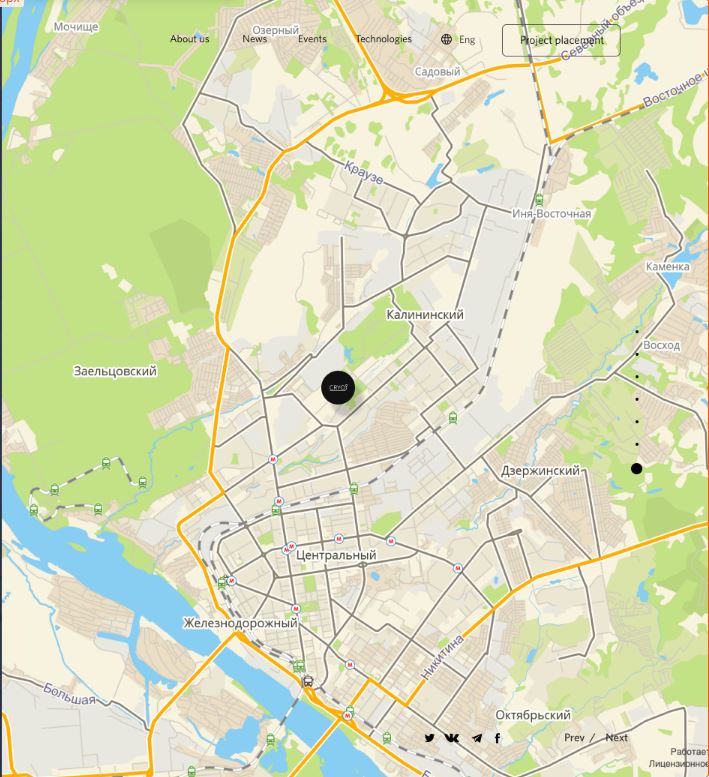 Мочище
Озерный
About us
News
Events
Technologies
Eng
Project placement
Садовый
Северный объезд
Восточное
Краузе
Иня-Восточная
Каменка
Калининский
Восход
Заельцовский
CRYO
Дзержинский
Центральный
Железнодорожный
Никитина
Большая
Октябрьский
Prev / Next
Работает
Лицензионное